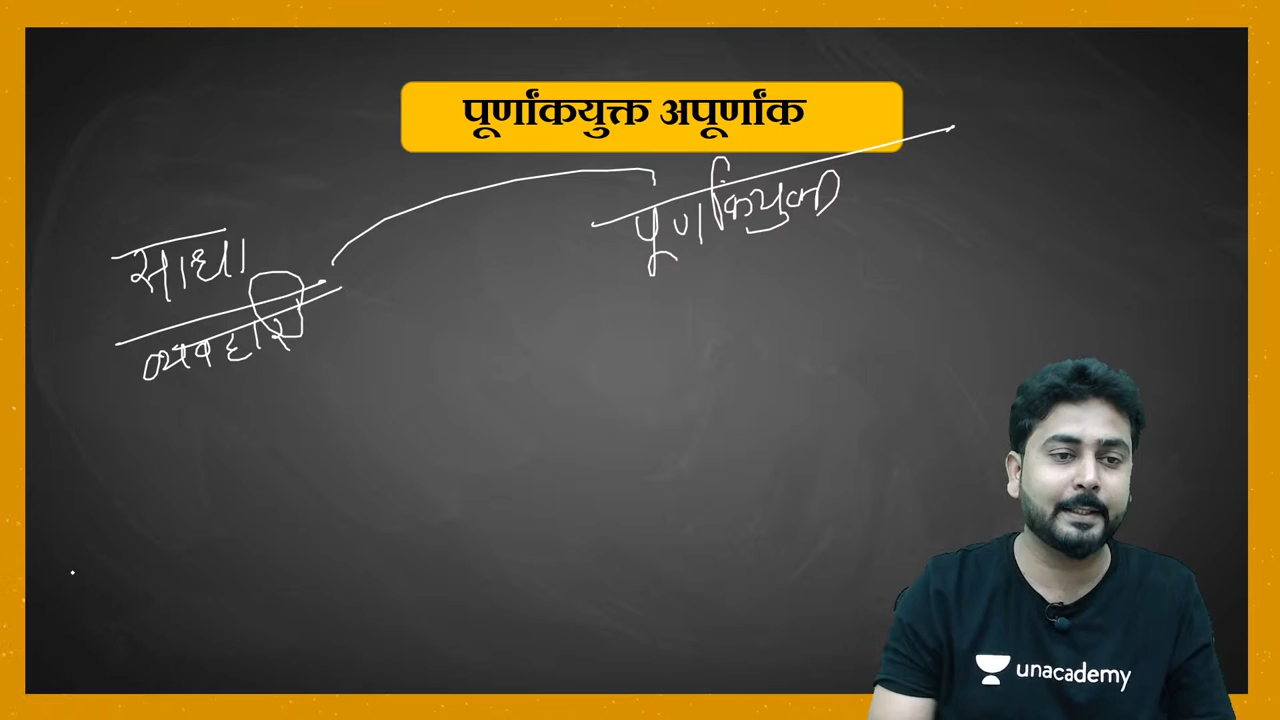 पूर्णांकयुक्त अपूर्णांक
पूर्णांकयुक्त
साधा
व्यवहारी
unacademy